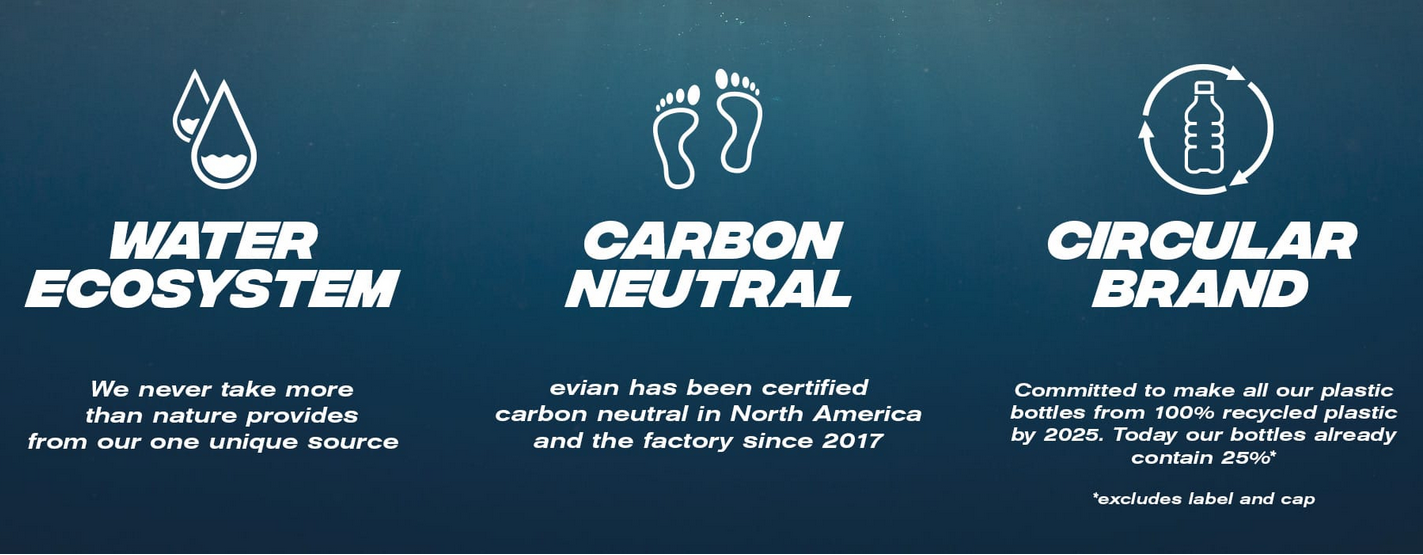 WATER
ECOSYSTEM
We never take more
than nature provides
from our one unique source
CARBON
NEUTRAL
evian has been certified
carbon neutral in North America
and the factory since 2017
CIRCULAR
BRAND
Committed to make all our plastic
bottles from 100% recycled plastic
by 2025. Today our bottles already
contain 25%*
*excludes label and cap